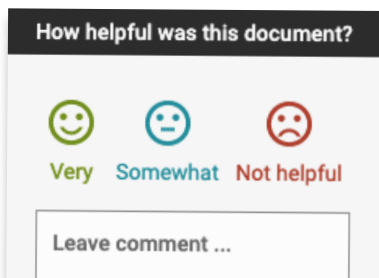 How helpful was this document?
Very Somewhat Not helpful
Leave comment ...